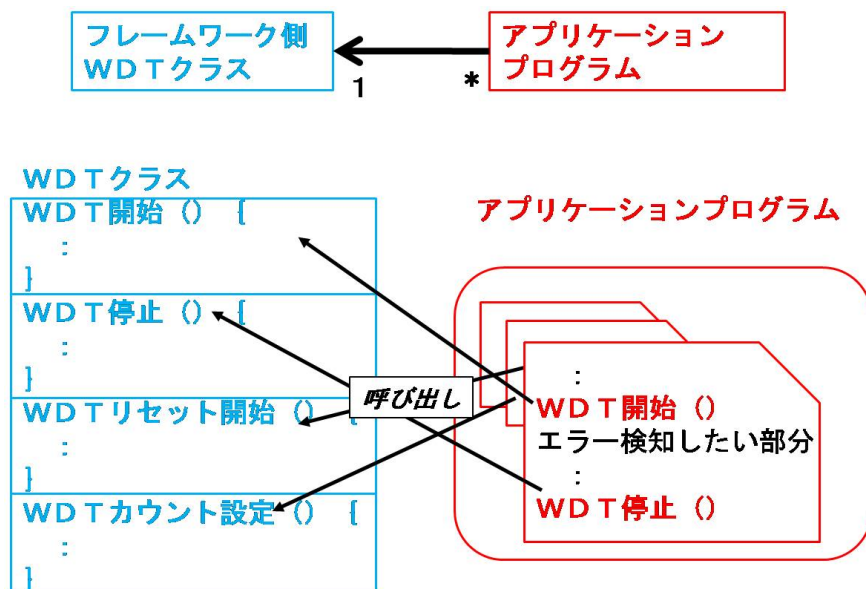 フレームワーク側
WDTクラス
アプリケーション
プログラム
1
*
WDTクラス
WDT開始() {
:
}
WDT停止() {
:
}
WDTリセット開始() {
:
}
WDTカウント設定() {
:
}
呼び出し
アプリケーションプログラム
:
WDT開始()
エラー検知したい部分
:
WDT停止()